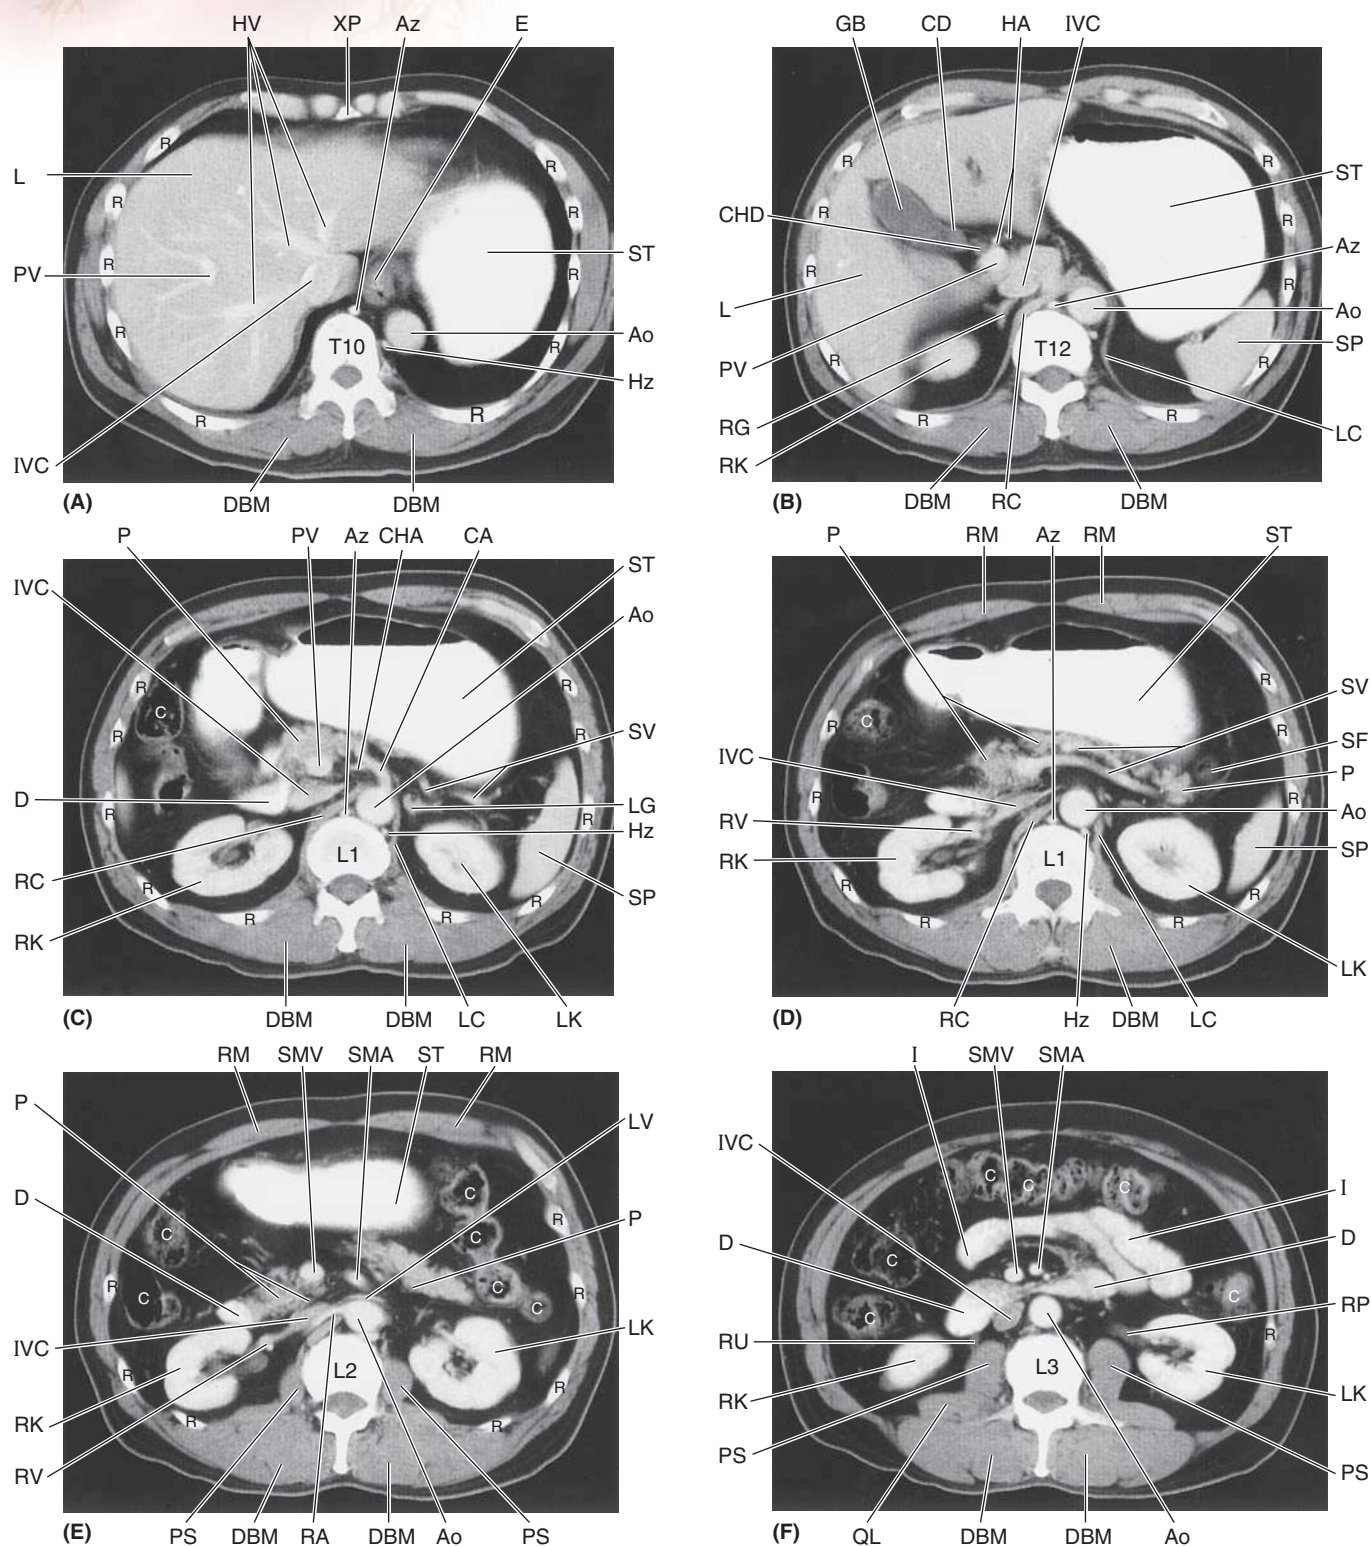 HV XP Az E
R
R
L
R
R
R
ST
PV
R
R
R
Ao
T10
R
Hz
R
R
IVC
(A)
DBM DBM
GB CD HA IVC
R
R
ST
CHD
R
R
Az
R
R
L
Ao
SP
T12
PV
R
R
R
R
RG
LC
RK
(B)
DBM RC DBM
P PV Az CHA CA
ST
IVC
Ao
R
R
C
R
R
SV
D
LG
R
R
Hz
L1
RC
R
SP
R
R
R
RK
(C)
DBM DBM LC LK
P RM Az RM ST
R
SV
C
R
R
SF
IVC
P
R
R
Ao
RV
SP
RK
L1
R
R
R
LK
(D)
RC Hz DBM LC
RM SMV SMA ST RM
P
LV
C
D
R
P
C
C
R
C
R
C
C
LK
IVC
L2
R
R
RK
R
R
RV
(E)
PS DBM RA DBM Ao PS
I SMV SMA
IVC
C
C
C
I
D
D
C
C
RP
C
R
RU
L3
LK
RK
PS
PS
(F)
QL DBM DBM Ao